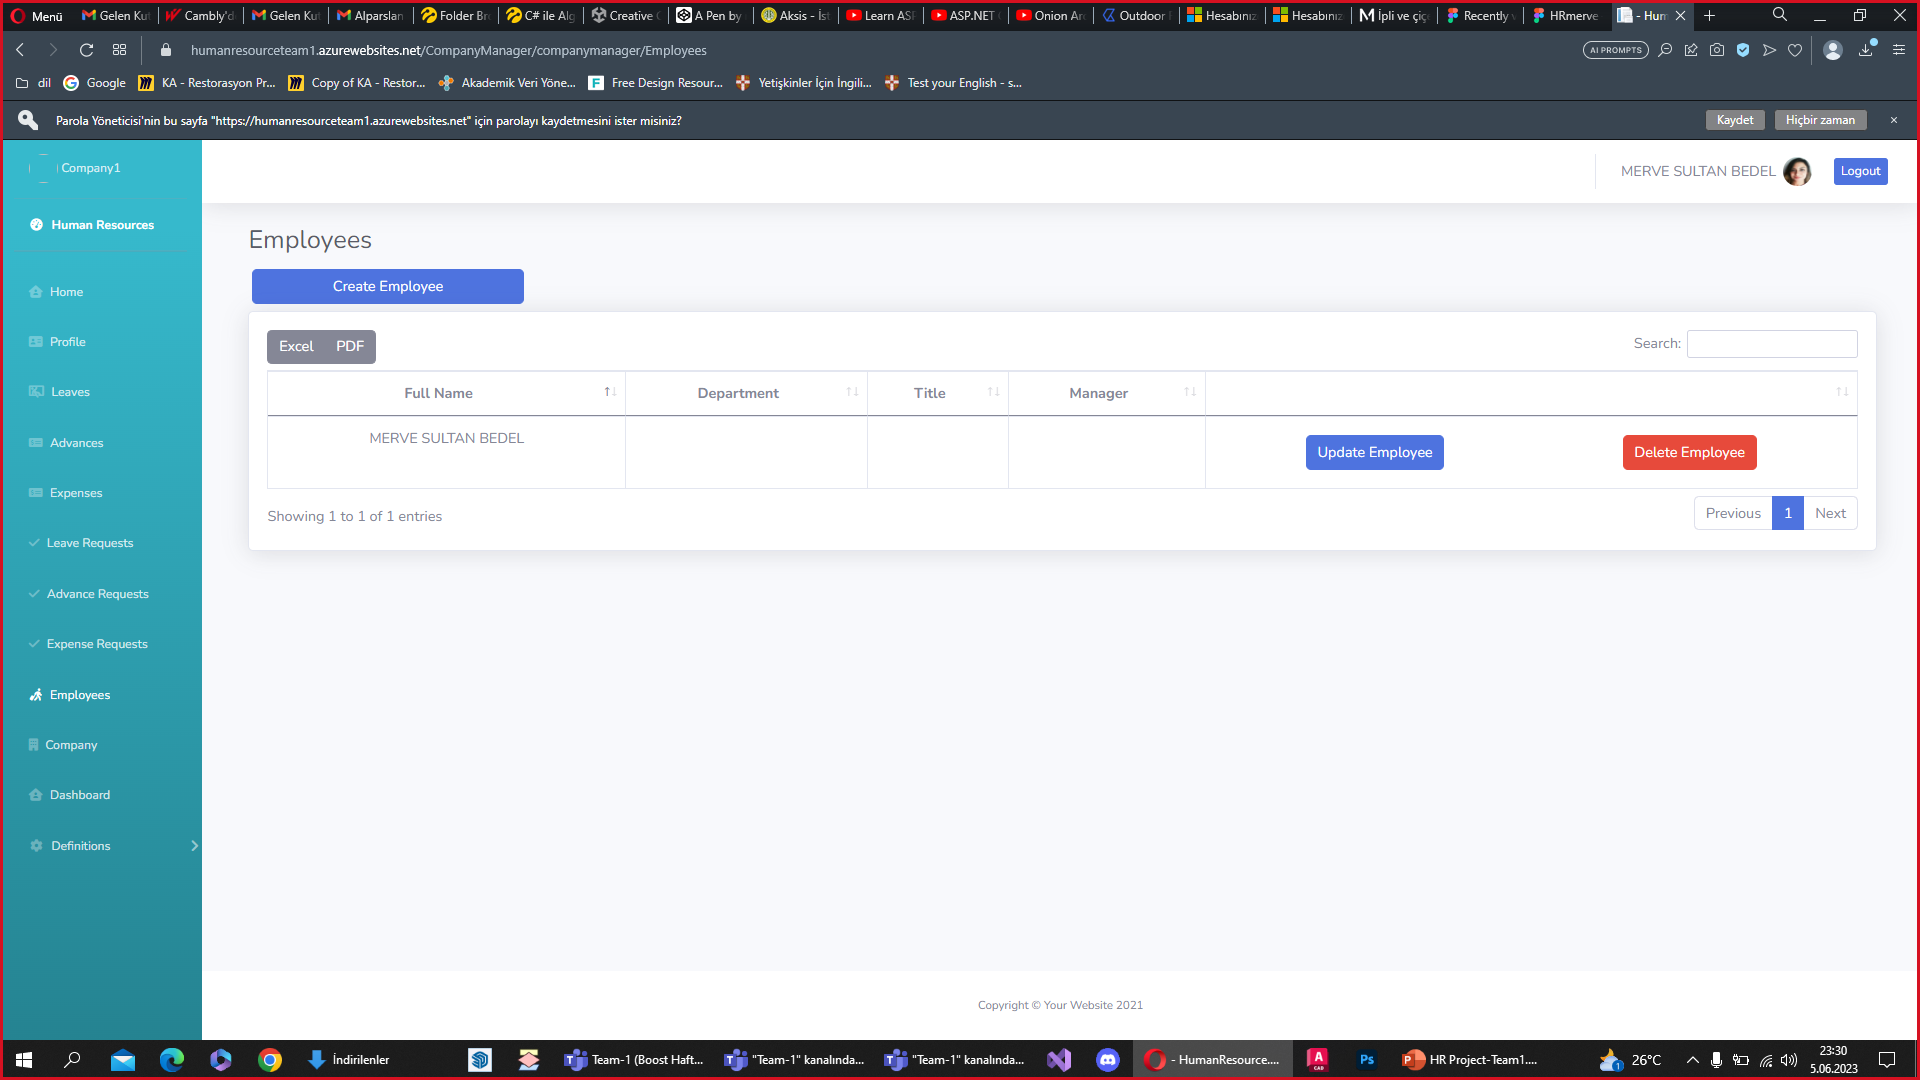 Menü
Gelen Kut
Cambly'd
Gelen Kut
Gelen Ku
Alparslan
Folder Bre
C# ile Alg
Creative C
A Pen by
Aksis - İst
Learn ASP
ASP.NET C
Onion Arc
Outdoor F
Hesabınız
Hesabınız
İpli ve çiç
Recently v
HRmerve
- Hum
humanresourceteam1.azurewebsites.net/CompanyManager/companymanager/Employees
AI PROMPTS
dil
Google
KA - Restorasyon Pr...
Copy of KA - Restor...
Akademik Veri Yöne...
Free Design Resour...
Yetişkinler İçin İngili...
Test your English - s...
Parola Yöneticisi'nin bu sayfa "https://humanresourceteam1.azurewebsites.net" için parolayı kaydetmesini ister misiniz?
Kaydet
Hiçbir zaman
Company1
MERVE SULTAN BEDEL
Logout
Human Resources
Home
Profile
Leaves
Advances
Expenses
Leave Requests
Advance Requests
Expense Requests
Employees
Company
Dashboard
Definitions
Employees
Create Employee
Excel PDF
Search:
Full Name Department Title Manager
MERVE SULTAN BEDEL Update Employee Delete Employee
Showing 1 to 1 of 1 entries
Previous 1 Next
Copyright © Your Website 2021
İndirilenler
Team-1 (Boost Haft...
"Team-1" kanalında...
"Team-1" kanalında...
- HumanResource....
HR Project-Team1....
26°C
23:30
5.06.2023